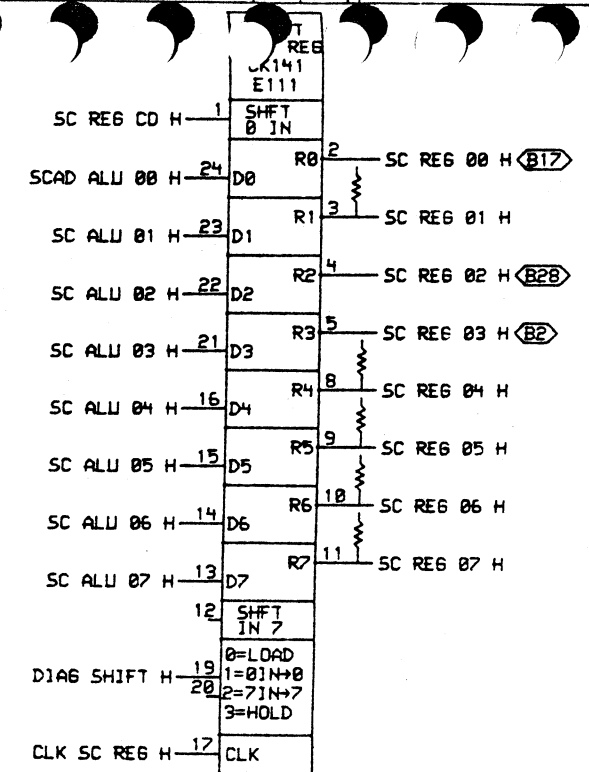 REG
141
E111
SC REG CD H 1 SHFT
0 IN
R0 2 SC REG 00 H B17
SCAD ALU 00 H 24 D0
R1 3 SC REG 01 H
SC ALU 01 H 23 D1
R2 4 SC REG 02 H B28
SC ALU 02 H 22 D2
R3 5 SC REG 03 H B2
SC ALU 03 H 21 D3
R4 8 SC REG 04 H
SC ALU 04 H 16 D4
R5 9 SC REG 05 H
SC ALU 05 H 15 D5
R6 10 SC REG 06 H
SC ALU 06 H 14 D6
R7 11 SC REG 07 H
SC ALU 07 H 13 D7
12 SHFT
IN 7
0=LOAD
DIAG SHIFT H 19 1=0IN→0
20 2=7IN→7
3=HOLD
CLK SC REG H 17 CLK